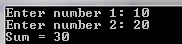 Enter number 1: 10
Enter number 2: 20
Sum = 30